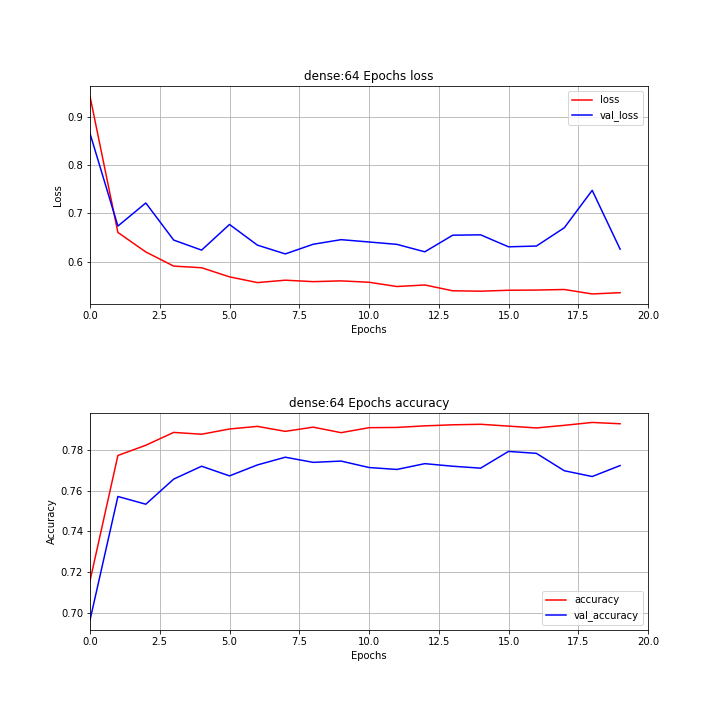 dense:64 Epochs loss
loss
val_loss
0.9
0.8
0.7
0.6
Loss
0.0 2.5 5.0 7.5 10.0 12.5 15.0 17.5 20.0
Epochs
dense:64 Epochs accuracy
0.78
0.76
0.74
0.72
0.70
Accuracy
accuracy
val_accuracy
0.0 2.5 5.0 7.5 10.0 12.5 15.0 17.5 20.0
Epochs